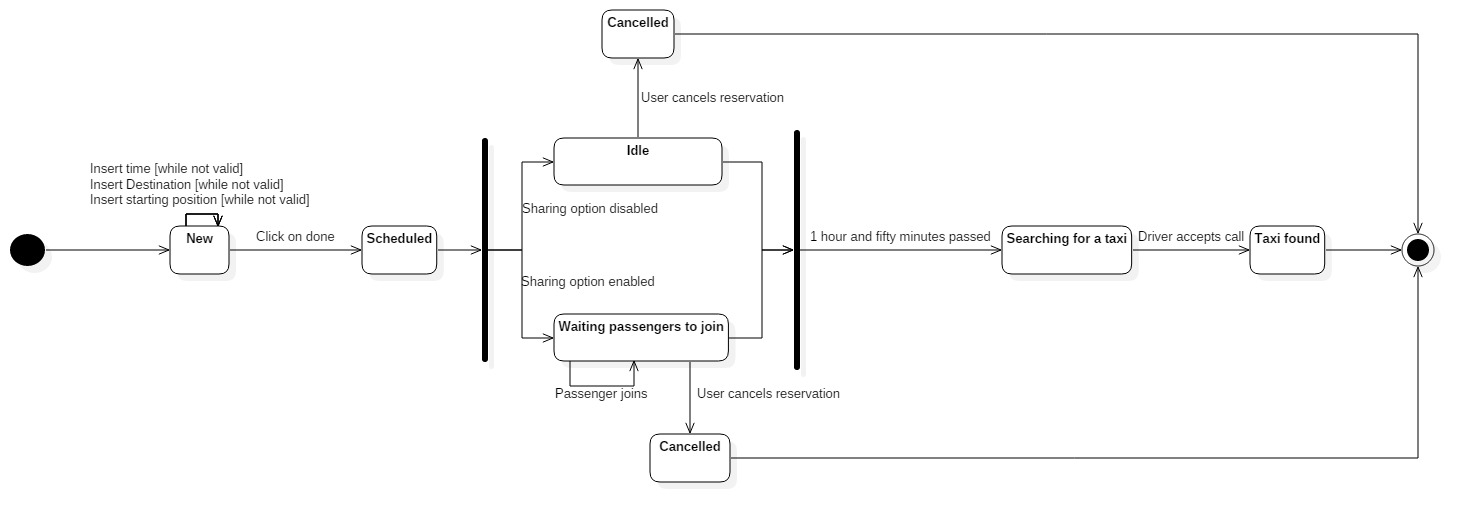 Cancelled
User cancels reservation
Idle
Insert time [while not valid]
Insert Destination [while not valid]
Insert starting position [while not valid]
Sharing option disabled
New
Click on done
Scheduled
1 hour and fifty minutes passed
Searching for a taxi
Driver accepts call
Taxi found
Sharing option enabled
Waiting passengers to join
Passenger joins
User cancels reservation
Cancelled